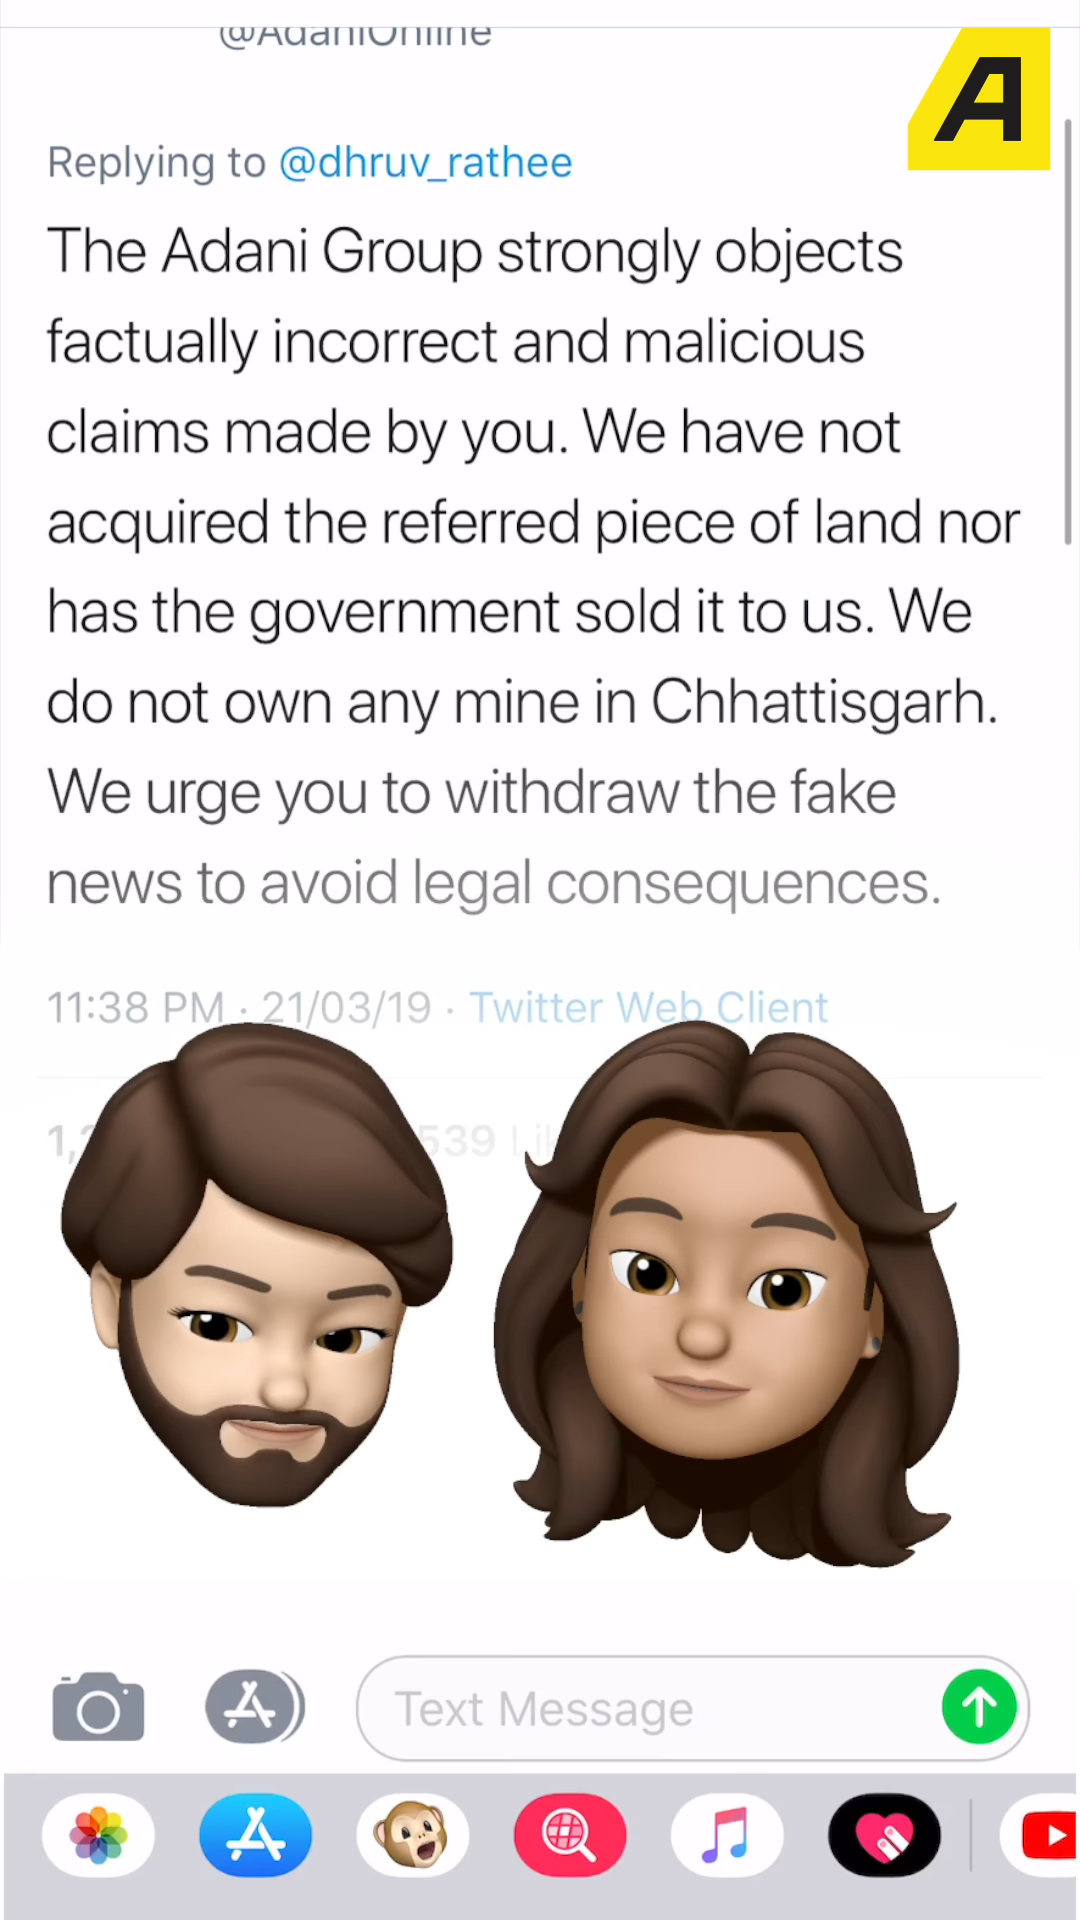 @AdaniOnline
A
Replying to @dhruv_rathee
The Adani Group strongly objects
factually incorrect and malicious
claims made by you. We have not
acquired the referred piece of land nor
has the government sold it to us. We
do not own any mine in Chhattisgarh.
We urge you to withdraw the fake
news to avoid legal consequences.
11:38 PM · 21/03/19 · Twitter Web Client
539
Text Message